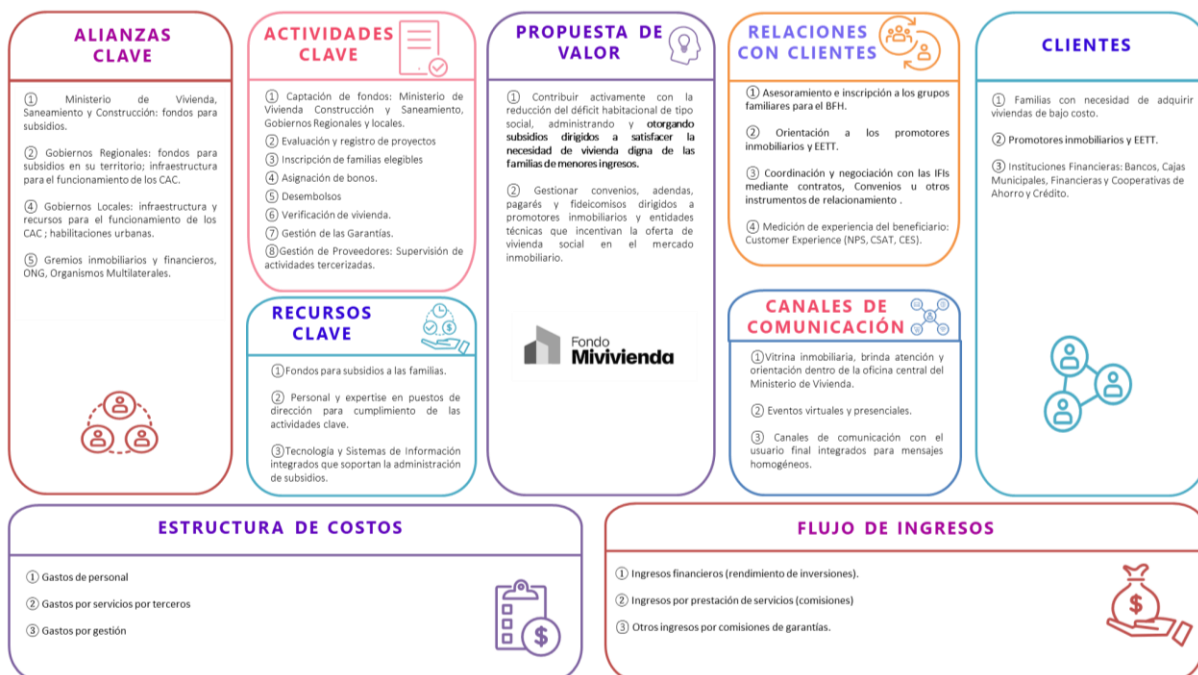 ALIANZAS
CLAVE
① Ministerio de Vivienda,
Saneamiento y Construcción: fondos para
subsidios.
② Gobiernos Regionales: fondos para
subsidios en su territorio; infraestructura
para el funcionamiento de los CAC.
④ Gobiernos Locales: infraestructura y
recursos para el funcionamiento de los
CAC ; habilitaciones urbanas.
⑤ Gremios inmobiliarios y financieros,
ONG, Organismos Multilaterales.
ACTIVIDADES
CLAVE
① Captación de fondos: Ministerio de
Vivienda Construcción y Saneamiento,
Gobiernos Regionales y locales.
② Evaluación y registro de proyectos
③ Inscripción de familias elegibles
④ Asignación de bonos.
⑤ Desembolsos
⑥ Verificación de vivienda.
⑦ Gestión de las Garantías.
⑧Gestión de Proveedores: Supervisión de
actividades tercerizadas.
RECURSOS
CLAVE
①Fondos para subsidios a las familias.
② Personal y expertise en puestos de
dirección para cumplimiento de las
actividades clave.
③Tecnología y Sistemas de Información
integrados que soportan la administración
de subsidios.
PROPUESTA DE
VALOR
① Contribuir activamente con la
reducción del déficit habitacional de tipo
social, administrando y otorgando
subsidios dirigidos a satisfacer la
necesidad de vivienda digna de las
familias de menores ingresos.
② Gestionar convenios, adendas,
pagarés y fideicomisos dirigidos a
promotores inmobiliarios y entidades
técnicas que incentivan la oferta de
vivienda social en el mercado
inmobiliario.
Fondo
Mivivienda
RELACIONES
CON CLIENTES
① Asesoramiento e inscripción a los grupos
familiares para el BFH.
② Orientación a los promotores
inmobiliarios y EETT.
③ Coordinación y negociación con las IFIs
mediante contratos, Convenios u otros
instrumentos de relacionamiento .
④ Medición de experiencia del beneficiario:
Customer Experience (NPS, CSAT, CES).
CANALES DE
COMUNICACIÓN
①Vitrina inmobiliaria, brinda atención y
orientación dentro de la oficina central del
Ministerio de Vivienda.
② Eventos virtuales y presenciales.
③ Canales de comunicación con el
usuario final integrados para mensajes
homogéneos.
CLIENTES
① Familias con necesidad de adquirir
viviendas de bajo costo.
② Promotores inmobiliarios y EETT.
③ Instituciones Financieras: Bancos, Cajas
Municipales, Financieras y Cooperativas de
Ahorro y Crédito.
ESTRUCTURA DE COSTOS
① Gastos de personal
② Gastos por servicios por terceros
③ Gastos por gestión
$
FLUJO DE INGRESOS
① Ingresos financieros (rendimiento de inversiones).
② Ingresos por prestación de servicios (comisiones)
③ Otros ingresos por comisiones de garantías.
$